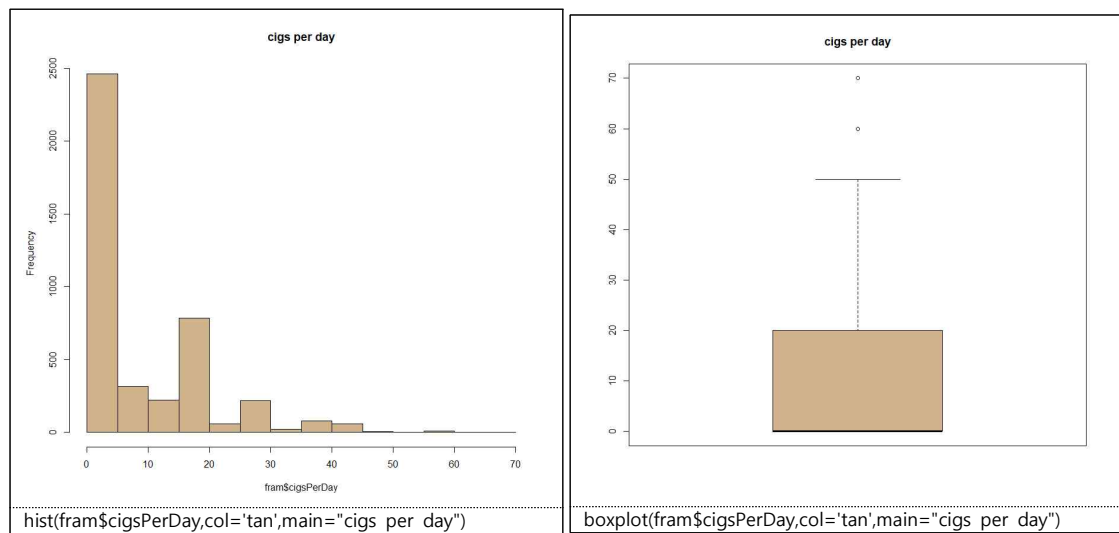 cigs per day
2500
2000
1500
1000
500
0
Frequency
0 10 20 30 40 50 60 70
fram$cigsPerDay
hist(fram$cigsPerDay,col='tan',main="cigs per day")
cigs per day
70
60
50
40
30
20
10
0
boxplot(fram$cigsPerDay,col='tan',main="cigs per day")